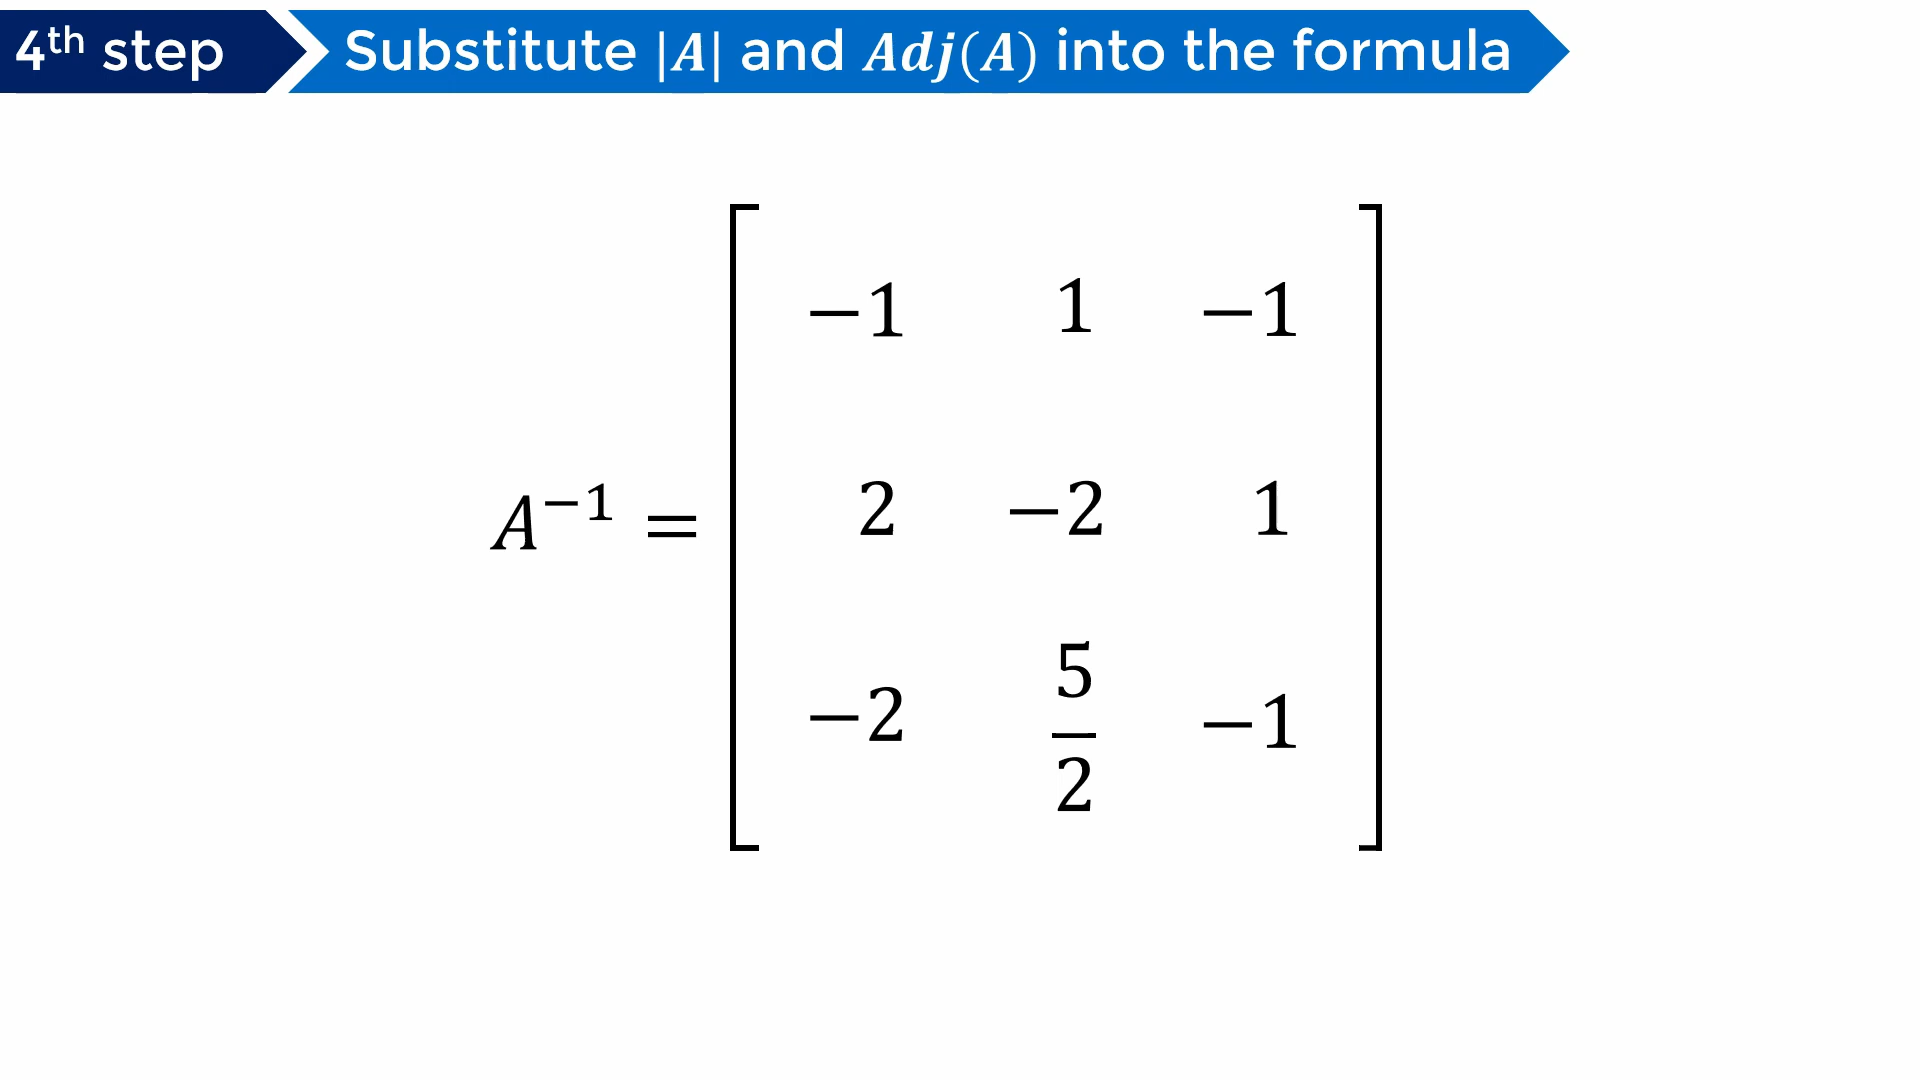 4th step Substitute |A| and Adj(A) into the formula
−1 1 −1
A⁻¹ = 2 −2 1
−2 5/2 −1